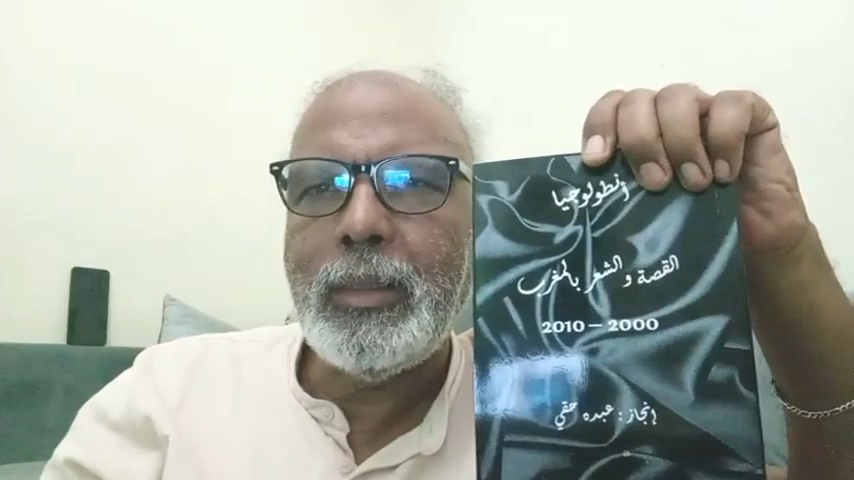 أنطولوجيا
القصة و الشعر بالمغرب
2010 – 2000
إنجاز : عبده حقي